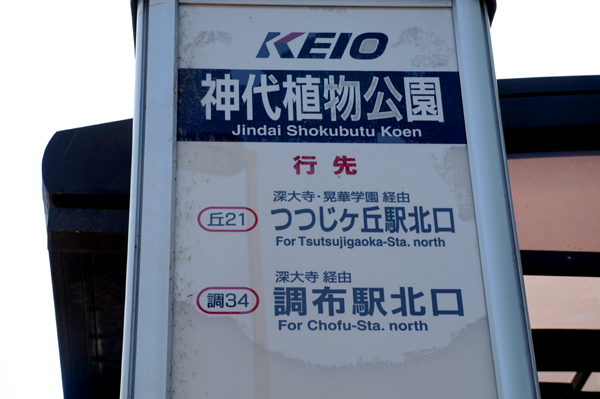 KEIO
神代植物公園
Jindai Shokubutu Koen
行先
深大寺・晃華学園 経由
丘21 つつじヶ丘駅北口
For Tsutsujigaoka-Sta. north
深大寺 経由
調34 調布駅北口
For Chofu-Sta. north